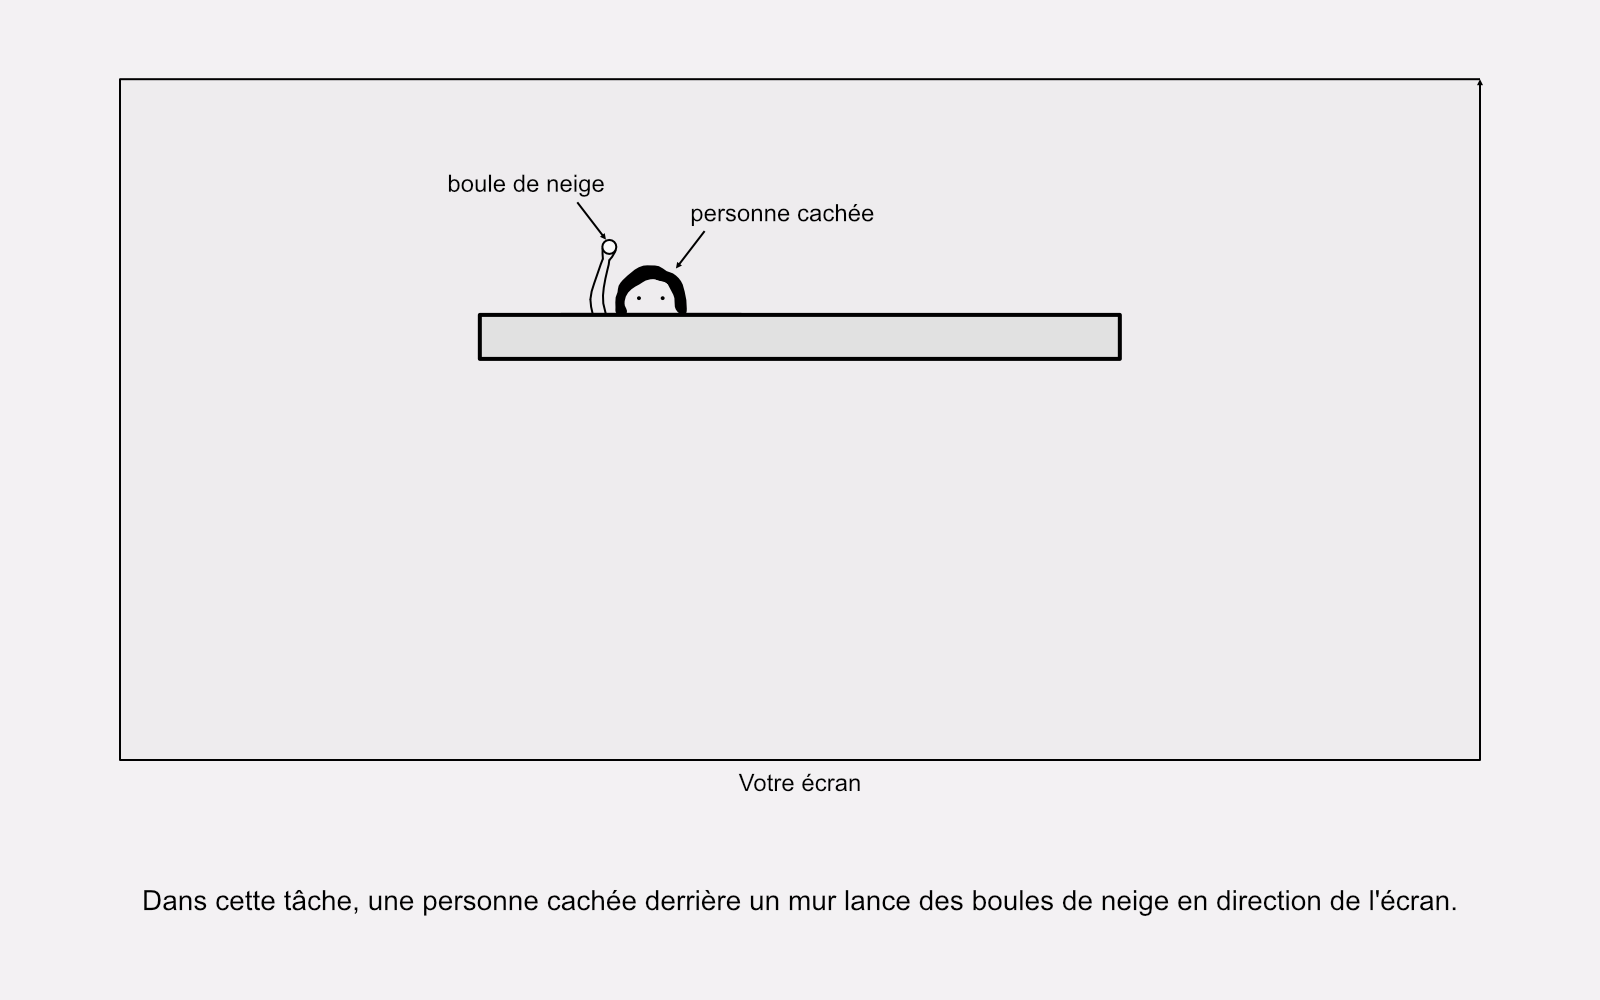 boule de neige
personne cachée
Votre écran
Dans cette tâche, une personne cachée derrière un mur lance des boules de neige en direction de l'écran.